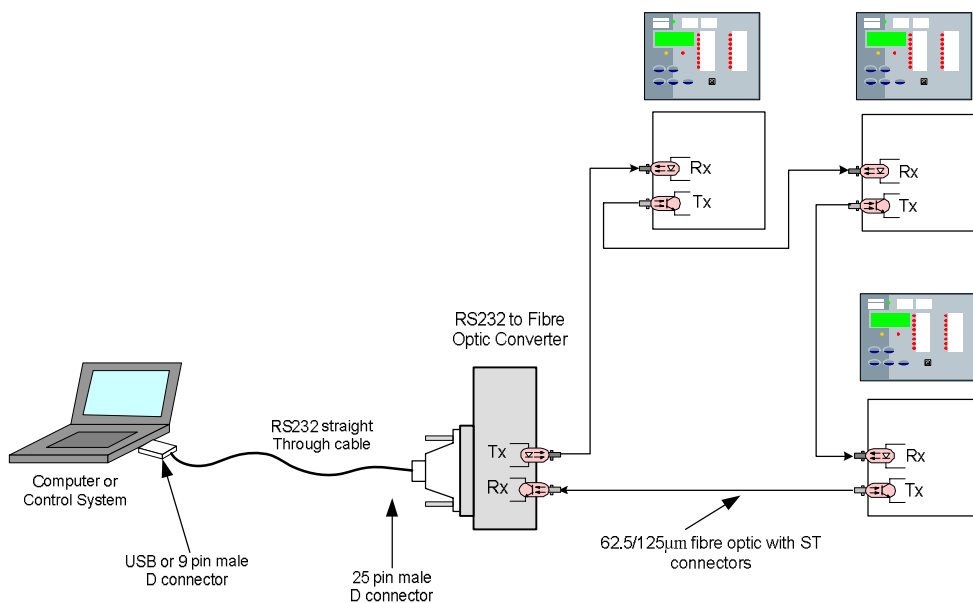 Rx
Tx
Rx
Tx
RS232 to Fibre
Optic Converter
RS232 straight
Through cable
Tx
Rx
Rx
Tx
Computer or
Control System
USB or 9 pin male
D connector
25 pin male
D connector
62.5/125µm fibre optic with ST
connectors